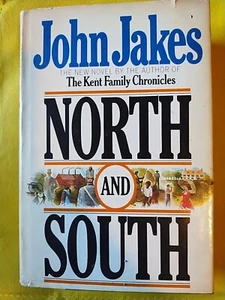 John Jakes
THE NEW NOVEL BY THE AUTHOR OF
The Kent Family Chronicles
NORTH
AND
SOUTH